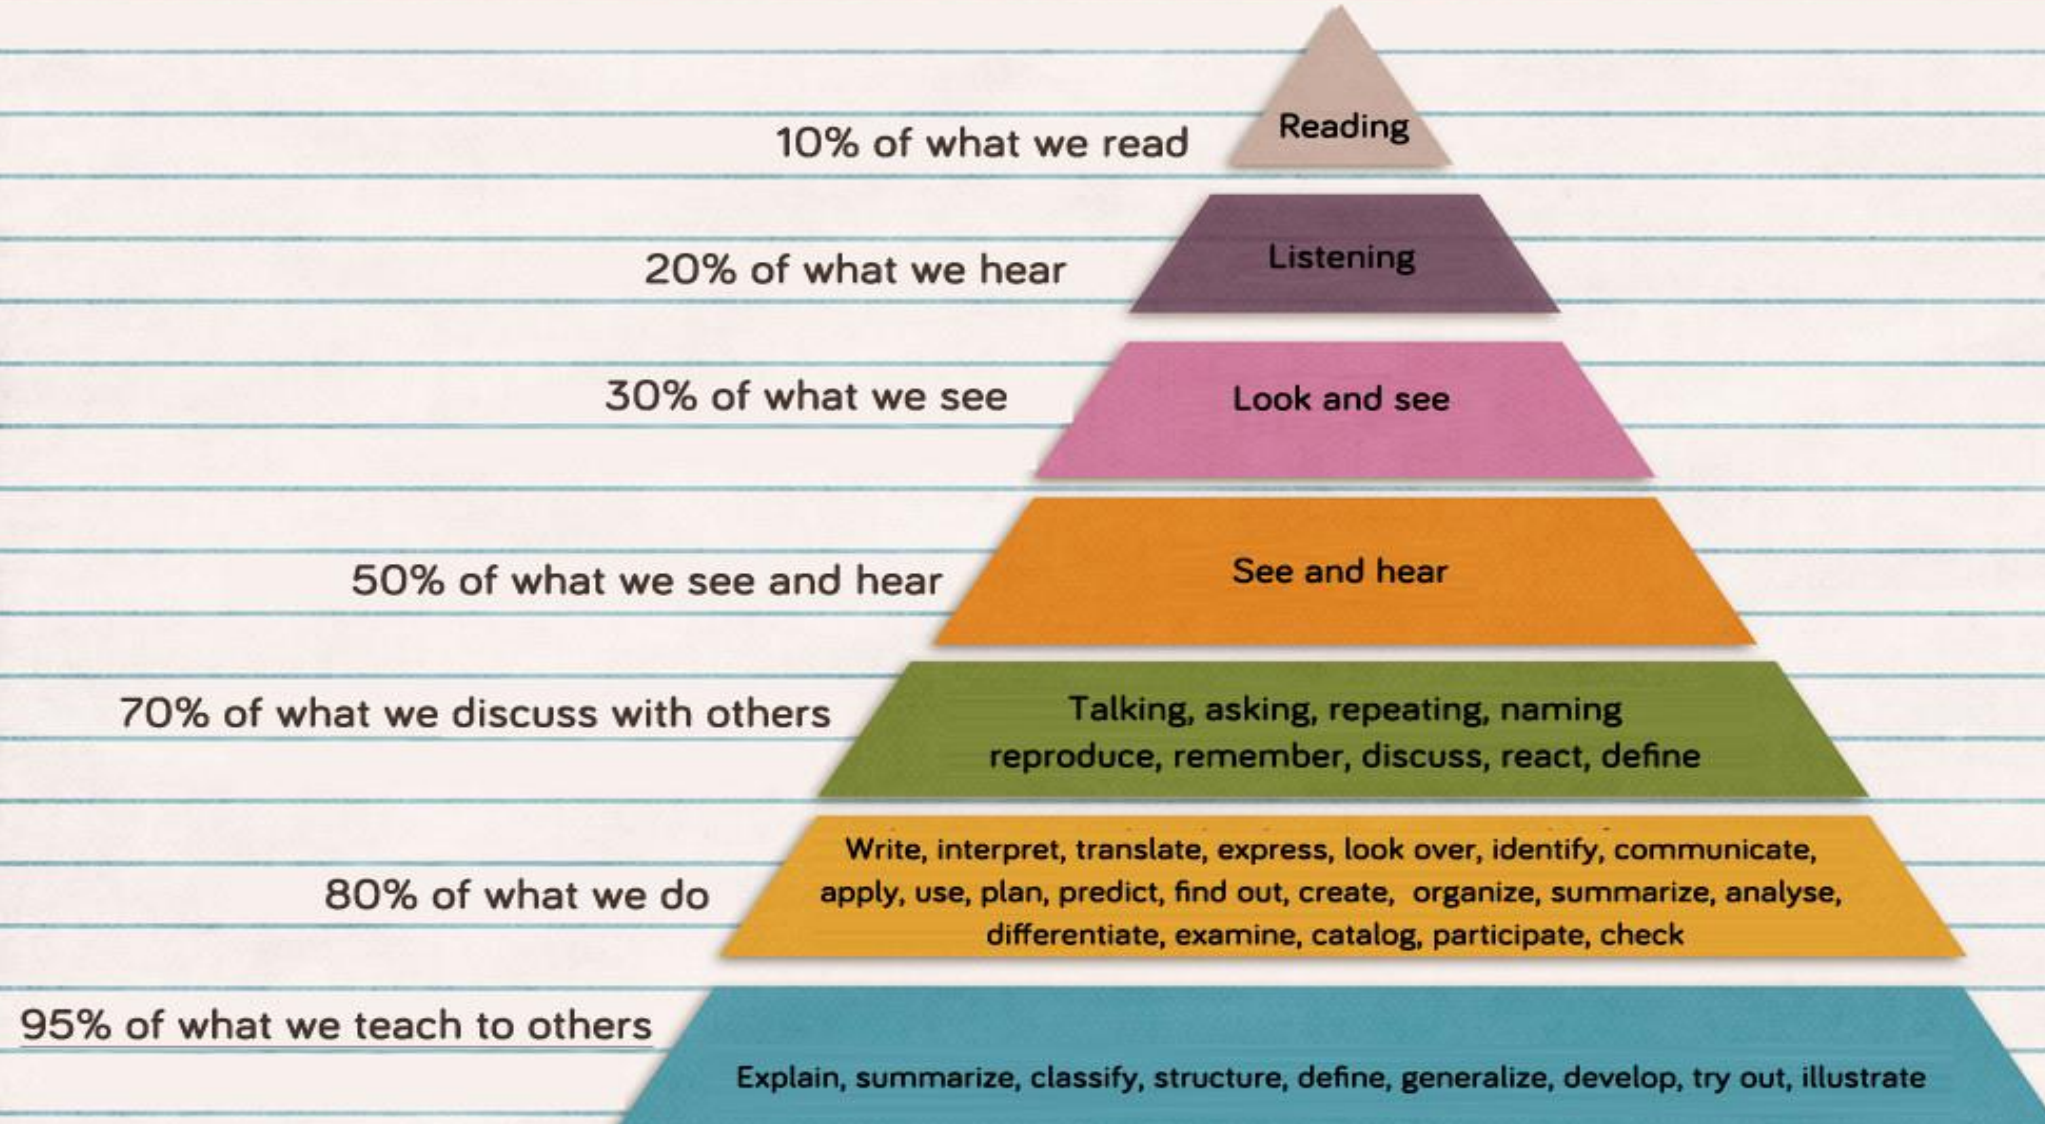 Reading
10% of what we read
Listening
20% of what we hear
Look and see
30% of what we see
See and hear
50% of what we see and hear
Talking, asking, repeating, naming
reproduce, remember, discuss, react, define
70% of what we discuss with others
Write, interpret, translate, express, look over, identify, communicate,
apply, use, plan, predict, find out, create, organize, summarize, analyse,
differentiate, examine, catalog, participate, check
80% of what we do
95% of what we teach to others
Explain, summarize, classify, structure, define, generalize, develop, try out, illustrate